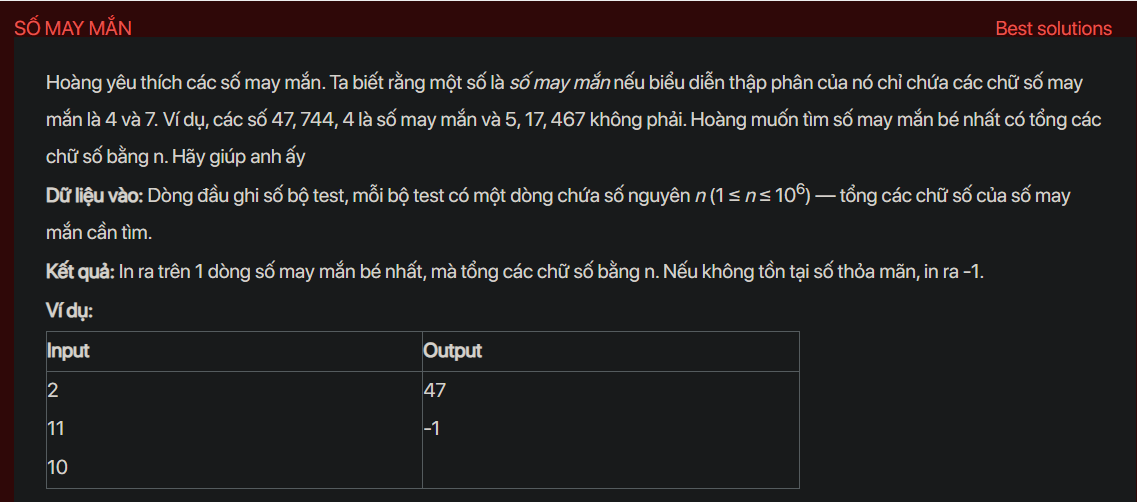 SỐ MAY MẮN
Best solutions
Hoàng yêu thích các số may mắn. Ta biết rằng một số là số may mắn nếu biểu diễn thập phân của nó chỉ chứa các chữ số may
mắn là 4 và 7. Ví dụ, các số 47, 744, 4 là số may mắn và 5, 17, 467 không phải. Hoàng muốn tìm số may mắn bé nhất có tổng các
chữ số bằng n. Hãy giúp anh ấy
Dữ liệu vào: Dòng đầu ghi số bộ test, mỗi bộ test có một dòng chứa số nguyên n (1 ≤ n ≤ 10⁶) — tổng các chữ số của số may
mắn cần tìm.
Kết quả: In ra trên 1 dòng số may mắn bé nhất, mà tổng các chữ số bằng n. Nếu không tồn tại số thỏa mãn, in ra -1.
Ví dụ:
Input Output
2 47
11 -1
10